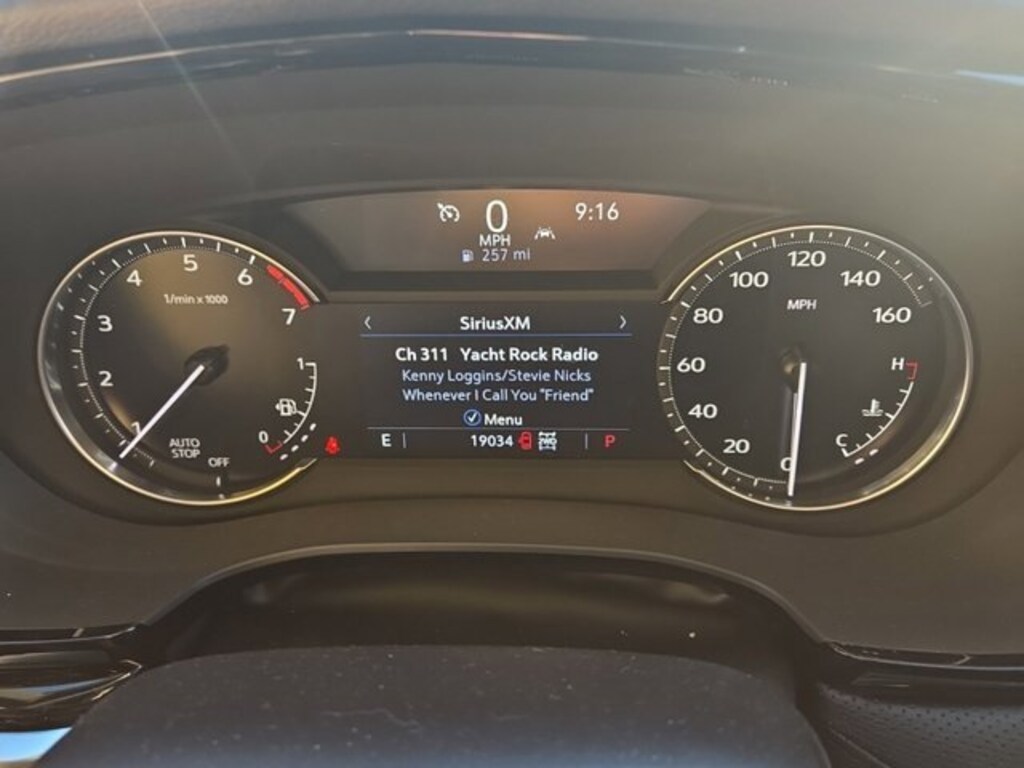 0
MPH
9:16
257 mi
SiriusXM
Ch 311 Yacht Rock Radio
Kenny Loggins/Stevie Nicks
Whenever I Call You "Friend"
Menu
E
19034
2WD
P
1
2
3
4
5
6
7
1/min x 1000
AUTO
STOP
OFF
1
0
0
20
40
60
80
100
120
140
160
MPH
H
C